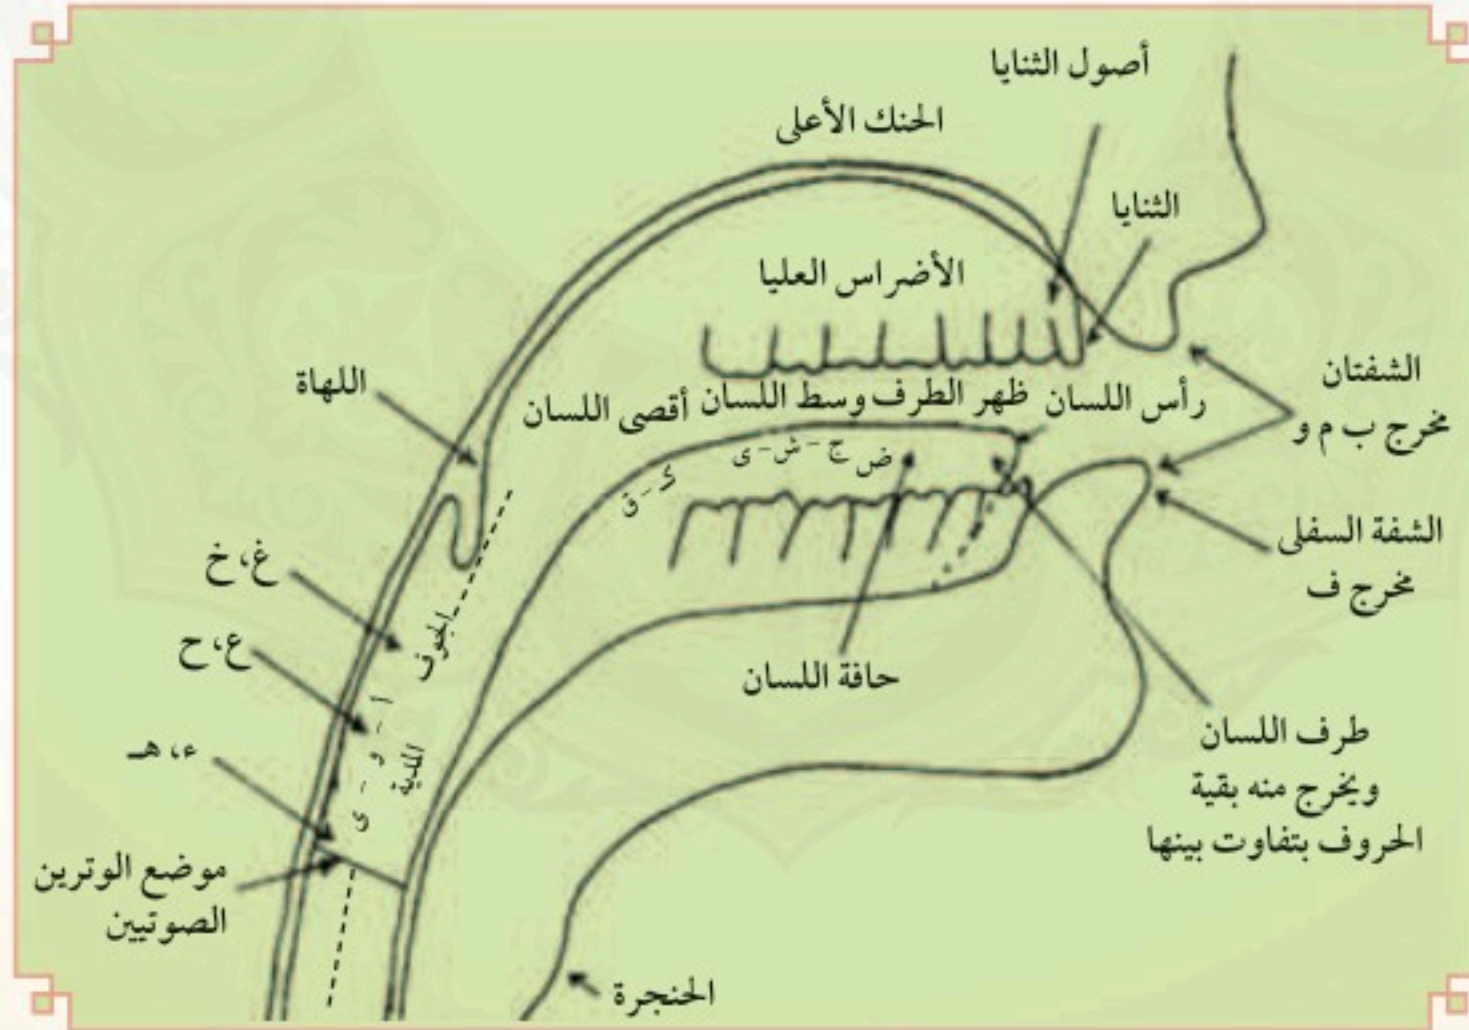 أصول الثنايا
الحنك الأعلى
الثنايا
الأضراس العليا
الشفتان
مخرج ب م و
اللهاة
رأس اللسان
ظهر الطرف
وسط اللسان
أقصى اللسان
ض ج - ش - ى
ك - ق
الشفة السفلى
مخرج ف
غ، خ
الجوف
ع، ح
أ - و - ى
المدية
حافة اللسان
طرف اللسان
ويخرج منه بقية
الحروف بتفاوت بينها
ء، هـ
موضع الوترين
الصوتيين
الحنجرة